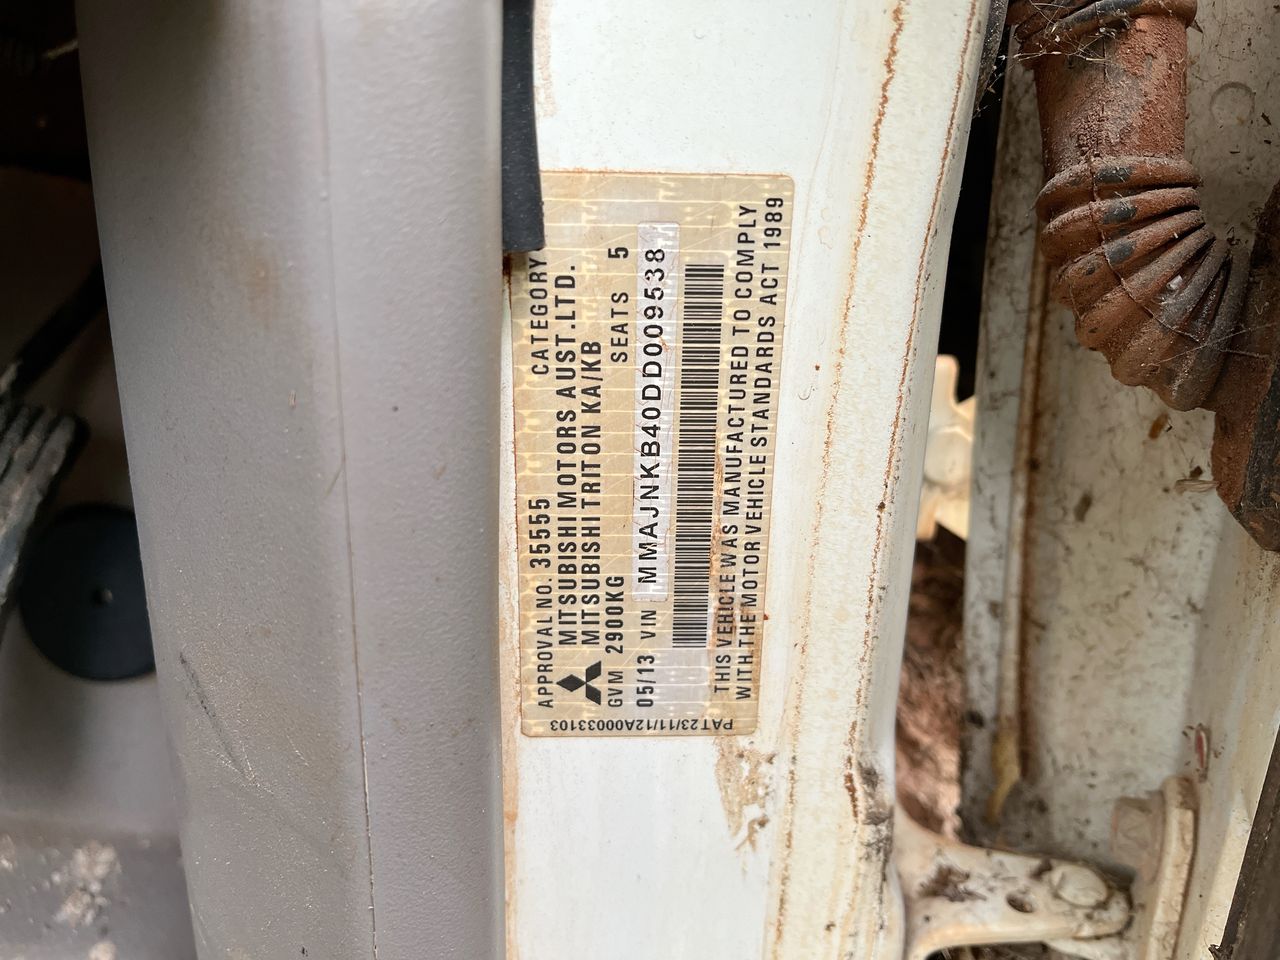 APPROVAL NO. 35555 CATEGORY
MITSUBISHI MOTORS AUST. LTD.
MITSUBISHI TRITON KA/KB
GVM 2900KG SEATS 5
05/13 VIN MMAJNKB40DD009538
THIS VEHICLE WAS MANUFACTURED TO COMPLY
WITH THE MOTOR VEHICLE STANDARDS ACT 1989
PAT23/11/12A00033103